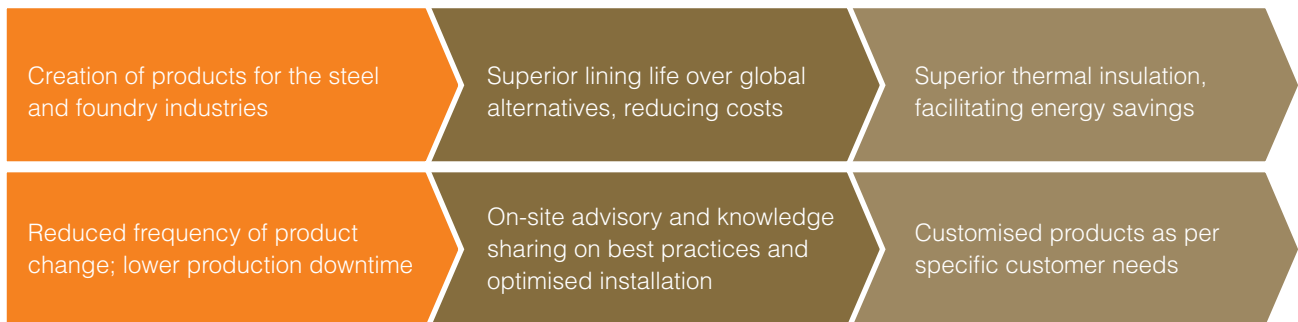 Creation of products for the steel
and foundry industries
Superior lining life over global
alternatives, reducing costs
Superior thermal insulation,
facilitating energy savings
Reduced frequency of product
change; lower production downtime
On-site advisory and knowledge
sharing on best practices and
optimised installation
Customised products as per
specific customer needs